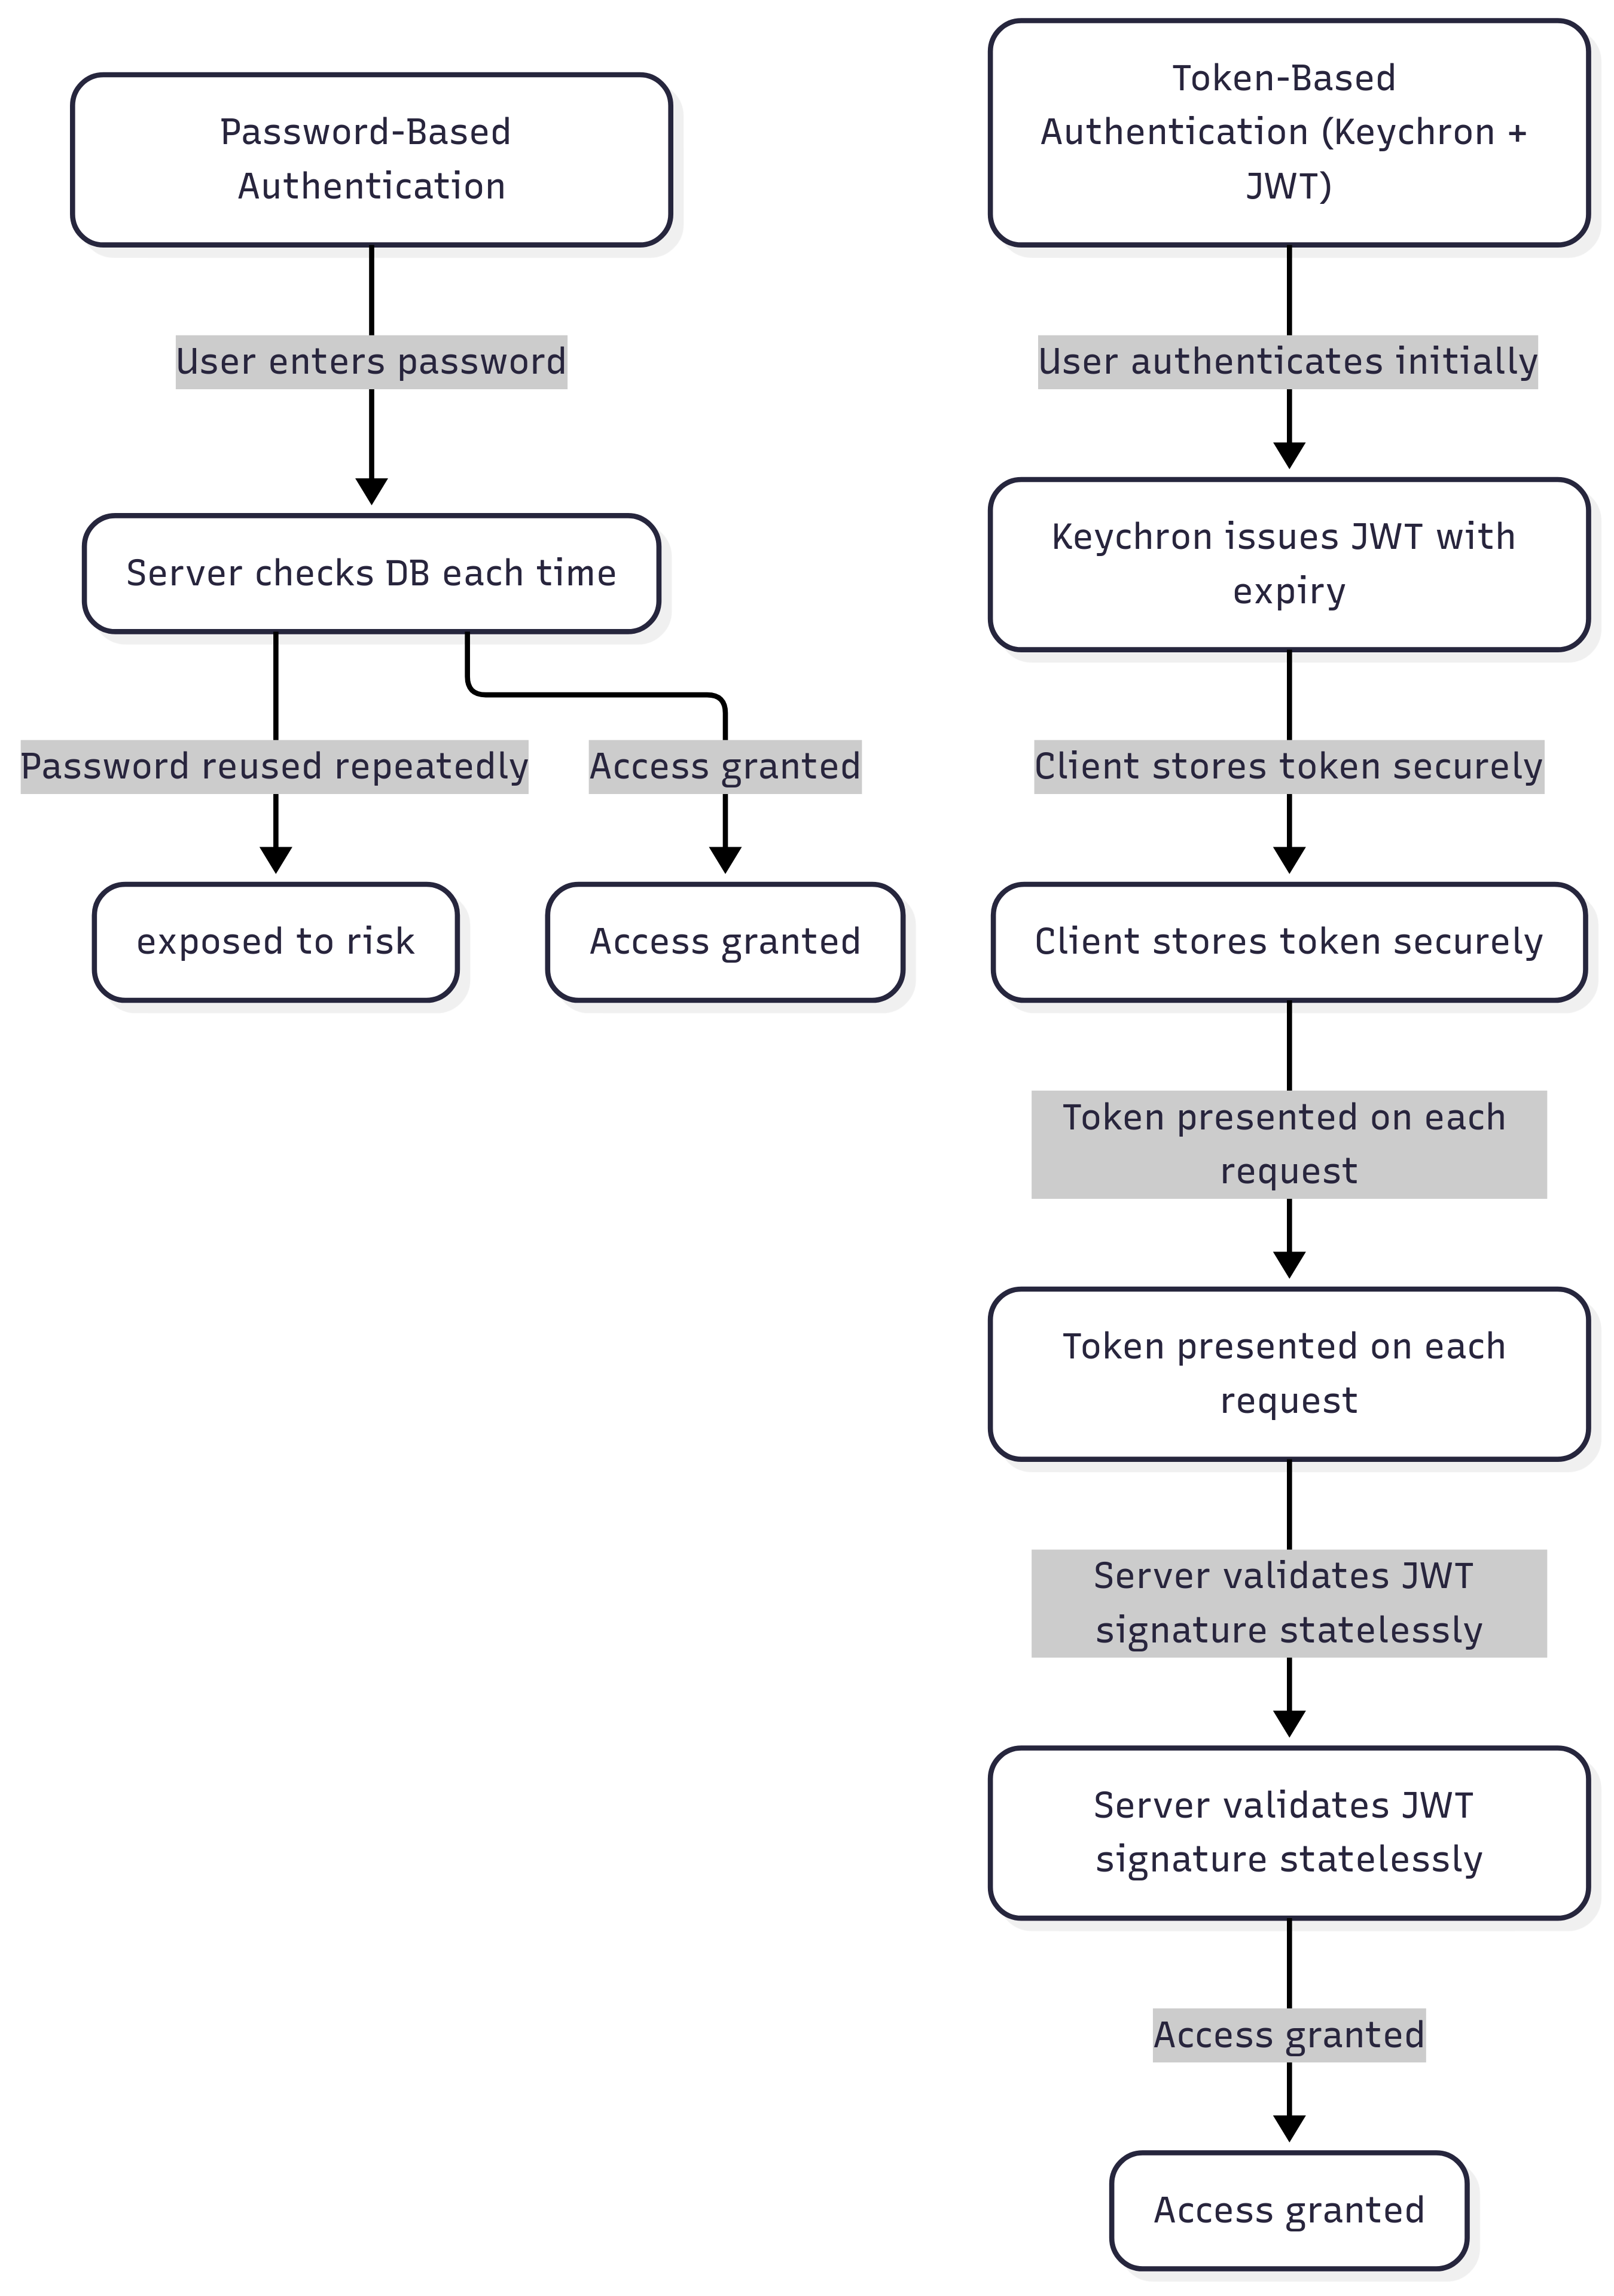 Password-Based
Authentication
User enters password
Server checks DB each time
Password reused repeatedly
Access granted
exposed to risk
Access granted
Token-Based
Authentication (Keychron +
JWT)
User authenticates initially
Keychron issues JWT with
expiry
Client stores token securely
Client stores token securely
Token presented on each
request
Token presented on each
request
Server validates JWT
signature statelessly
Server validates JWT
signature statelessly
Access granted
Access granted